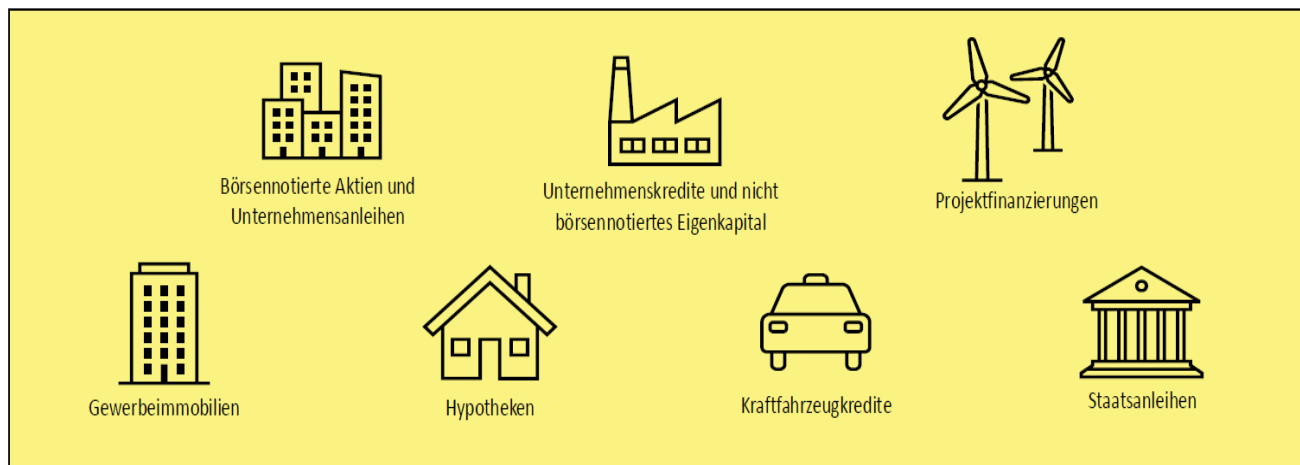 Börsennotierte Aktien und
Unternehmensanleihen
Unternehmenskredite und nicht
börsennotiertes Eigenkapital
Projektfinanzierungen
Gewerbeimmobilien
Hypotheken
Kraftfahrzeugkredite
Staatsanleihen